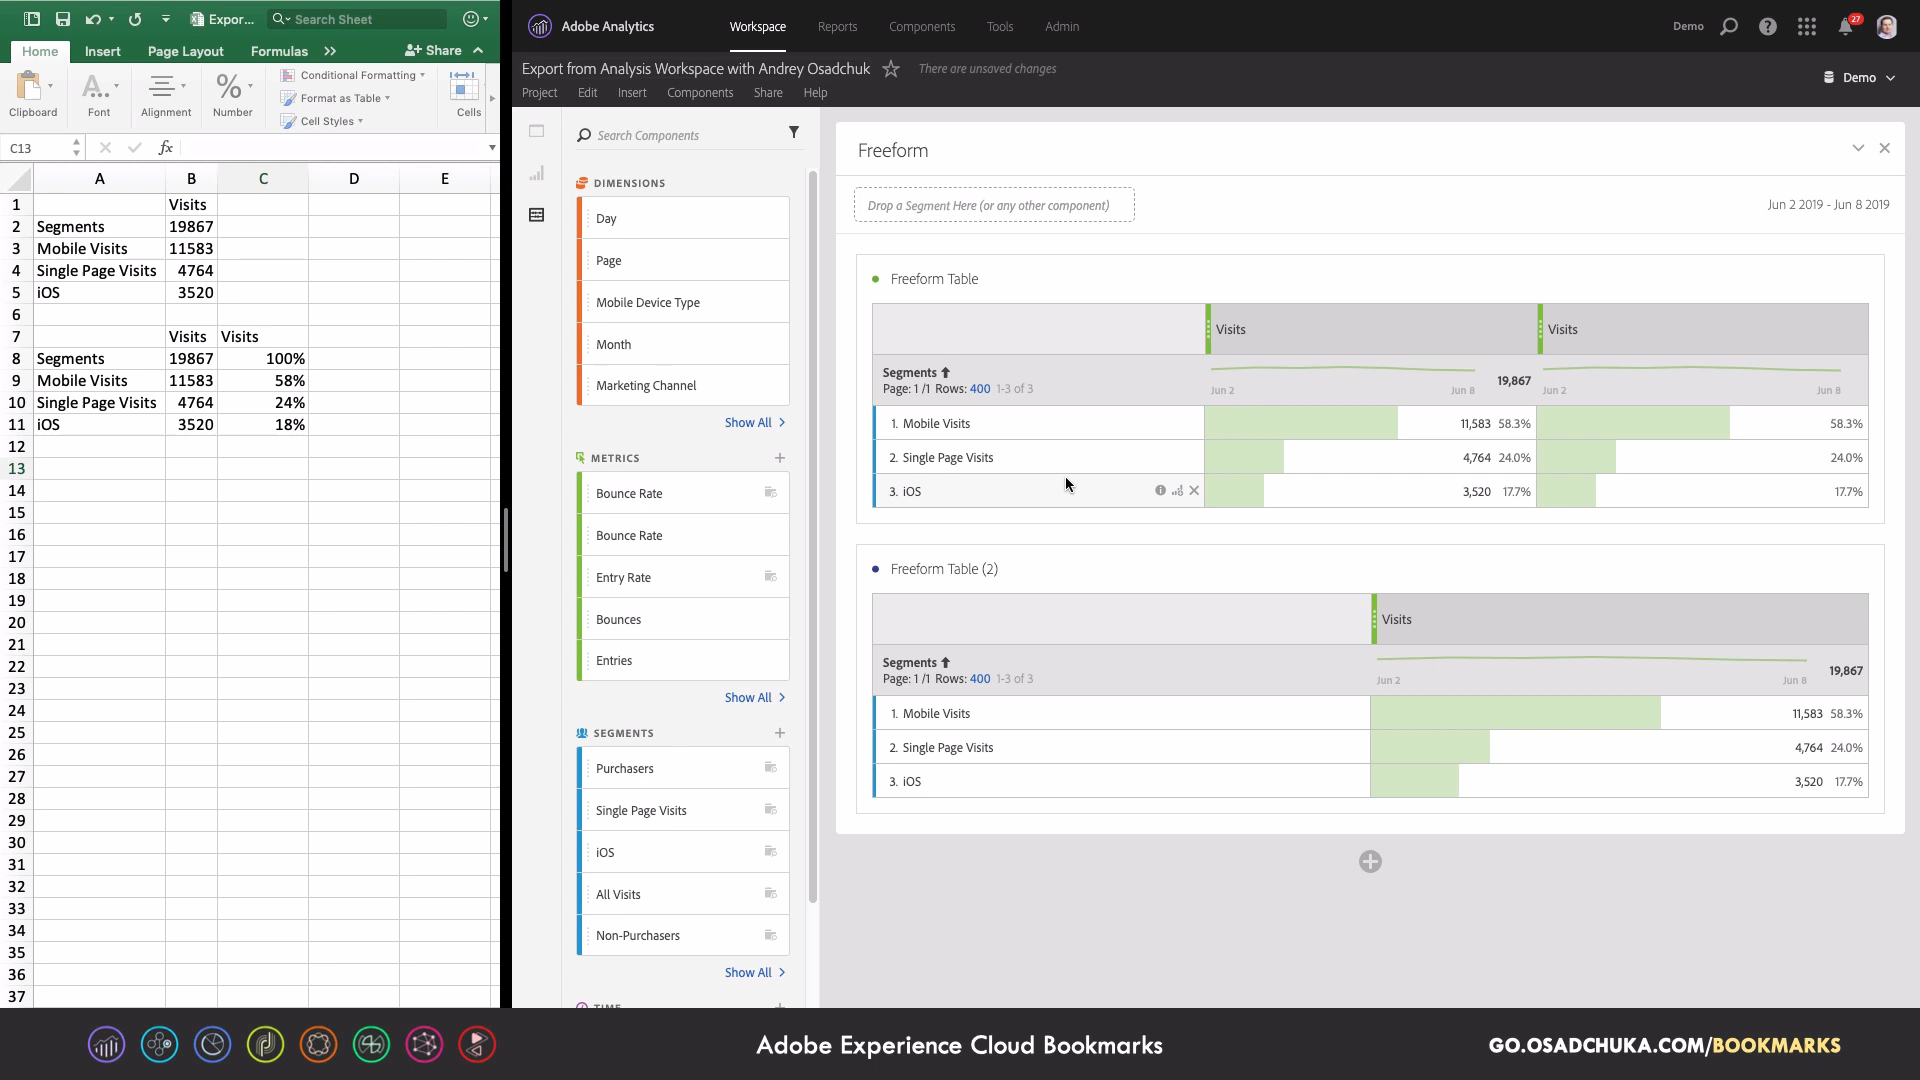 Expor...
Search Sheet
Home
Insert
Page Layout
Formulas
Share
Clipboard
Font
Alignment
Number
Conditional Formatting
Format as Table
Cell Styles
Cells
C13
fx
A B C D E
1 Visits
2 Segments 19867
3 Mobile Visits 11583
4 Single Page Visits 4764
5 iOS 3520
6
7 Visits Visits
8 Segments 19867 100%
9 Mobile Visits 11583 58%
10 Single Page Visits 4764 24%
11 iOS 3520 18%
12
13
14
15
16
17
18
19
20
21
22
23
24
25
26
27
28
29
30
31
32
33
34
35
36
37
Adobe Analytics
Workspace
Reports
Components
Tools
Admin
Demo
27
Export from Analysis Workspace with Andrey Osadchuk
There are unsaved changes
Demo
Project
Edit
Insert
Components
Share
Help
Search Components
DIMENSIONS
Day
Page
Mobile Device Type
Month
Marketing Channel
Show All
METRICS
Bounce Rate
Bounce Rate
Entry Rate
Bounces
Entries
Show All
SEGMENTS
Purchasers
Single Page Visits
iOS
All Visits
Non-Purchasers
Show All
TIME
Freeform
Drop a Segment Here (or any other component)
Jun 2 2019 - Jun 8 2019
Freeform Table
Visits Visits
Segments
Page: 1 /1 Rows: 400 1-3 of 3
Jun 2 Jun 8 19,867 Jun 2 Jun 8
1. Mobile Visits 11,583 58.3% 58.3%
2. Single Page Visits 4,764 24.0% 24.0%
3. iOS 3,520 17.7% 17.7%
Freeform Table (2)
Visits
Segments
Page: 1 /1 Rows: 400 1-3 of 3
Jun 2 Jun 8 19,867
1. Mobile Visits 11,583 58.3%
2. Single Page Visits 4,764 24.0%
3. iOS 3,520 17.7%
Adobe Experience Cloud Bookmarks
GO.OSADCHUKA.COM/BOOKMARKS